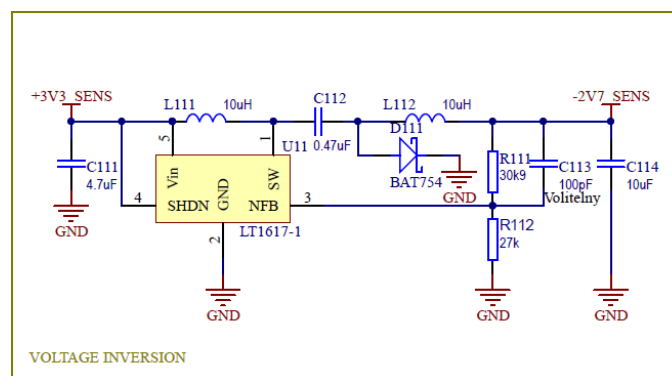 +3V3_SENS
L111
10uH
C112
0.47uF
L112
10uH
-2V7_SENS
C111
4.7uF
GND
5
1
U11
Vin
GND
SW
SHDN
NFB
4
3
2
LT1617-1
GND
D111
BAT754
GND
R111
30k9
C113
100pF
Volitelny
C114
10uF
R112
27k
GND
GND
VOLTAGE INVERSION